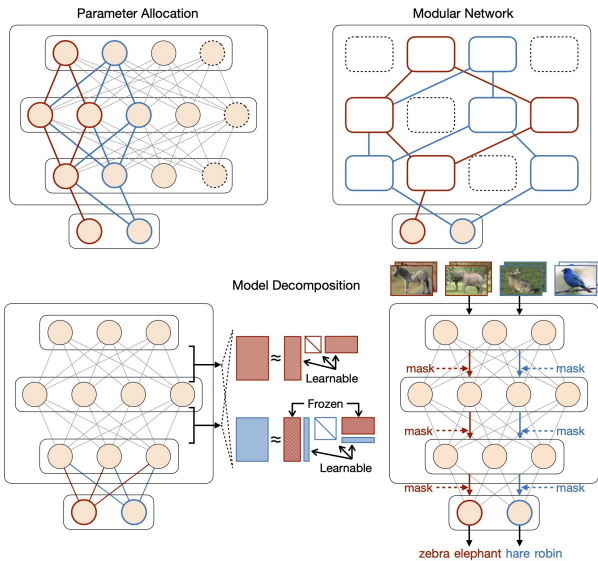 Parameter Allocation
Modular Network
Model Decomposition
≈
Learnable
Frozen
≈
Learnable
mask
mask
mask
mask
mask
mask
zebra elephant hare robin